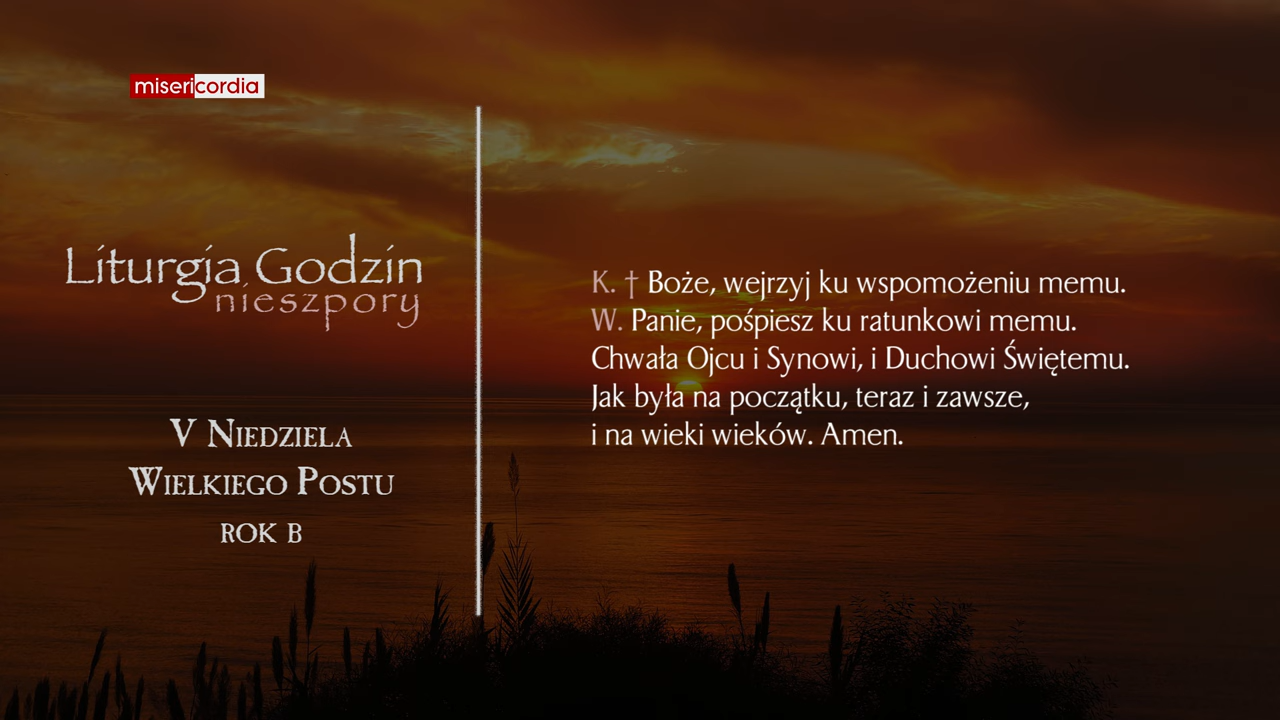 misericordia
Liturgia Godzin
nieszpory
V Niedziela
Wielkiego Postu
rok B
K. † Boże, wejrzyj ku wspomożeniu memu.
W. Panie, pośpiesz ku ratunkowi memu.
Chwała Ojcu i Synowi, i Duchowi Świętemu.
Jak była na początku, teraz i zawsze,
i na wieki wieków. Amen.